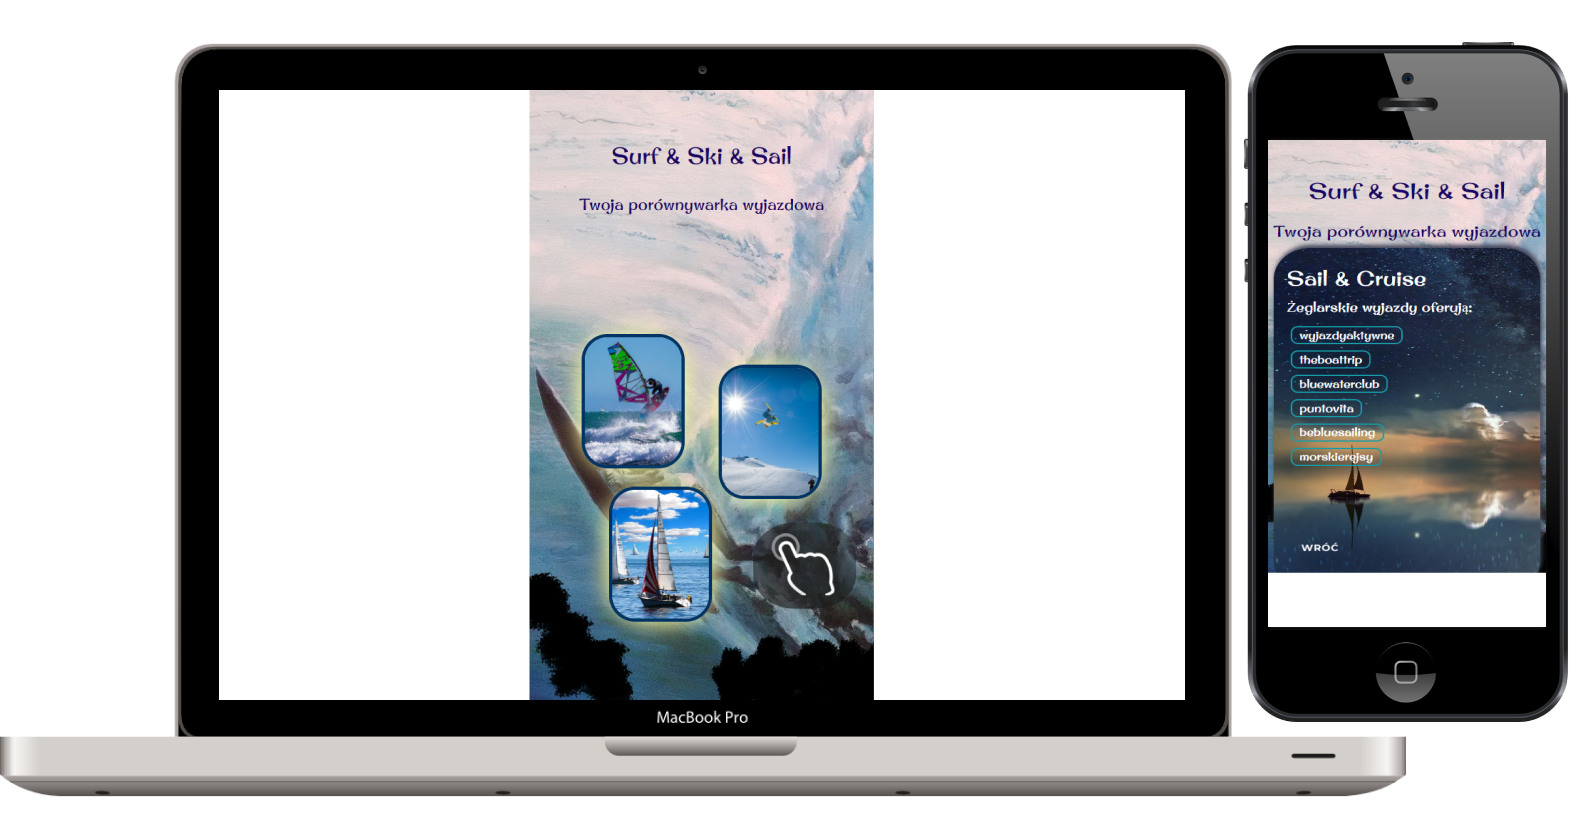 Surf & Ski & Sail
Twoja porównywarka wyjazdowa
MacBook Pro
Surf & Ski & Sail
Twoja porównywarka wyjazdowa
Sail & Cruise
Żeglarskie wyjazdy oferują:
wyjazdyaktywne
theboattrip
bluewaterclub
puntovita
bebluesailing
morskierejsy
WRÓĆ